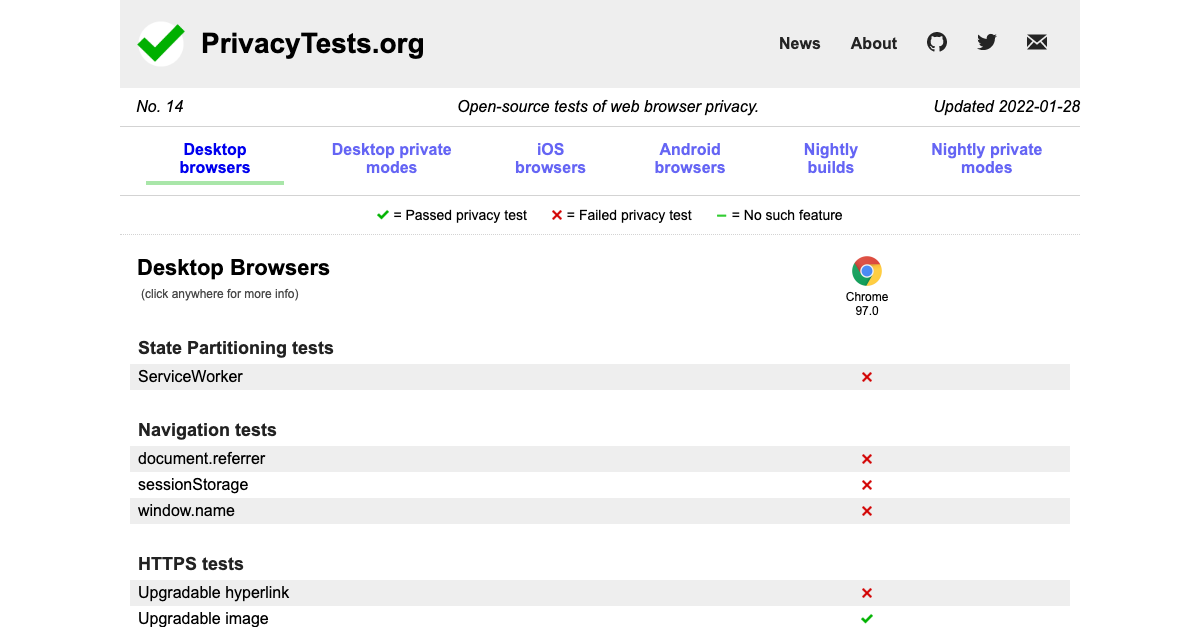 PrivacyTests.org
News About
No. 14 Open-source tests of web browser privacy. Updated 2022-01-28
Desktop browsers
Desktop private modes
iOS browsers
Android browsers
Nightly builds
Nightly private modes
= Passed privacy test = Failed privacy test = No such feature
Desktop Browsers
(click anywhere for more info)
Chrome
97.0
State Partitioning tests
ServiceWorker
Navigation tests
document.referrer
sessionStorage
window.name
HTTPS tests
Upgradable hyperlink
Upgradable image